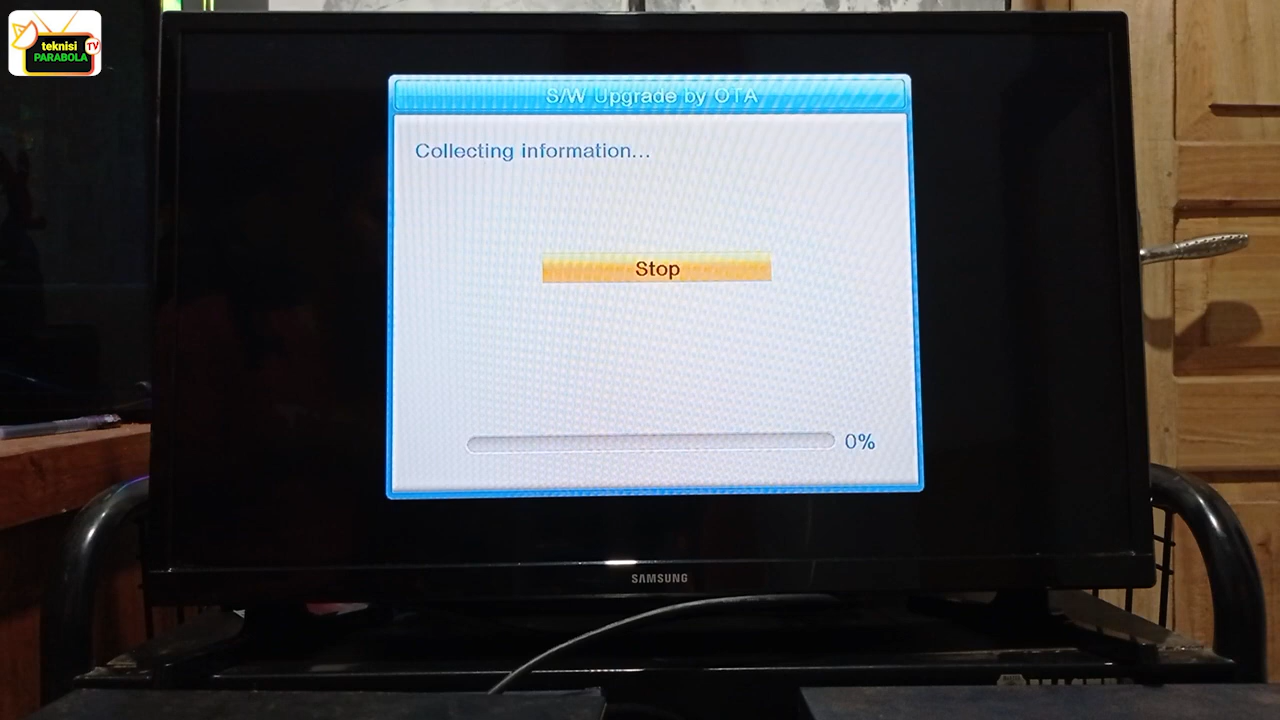 teknisi
TV
PARABOLA
S/W Upgrade by OTA
Collecting information...
Stop
0%
SAMSUNG